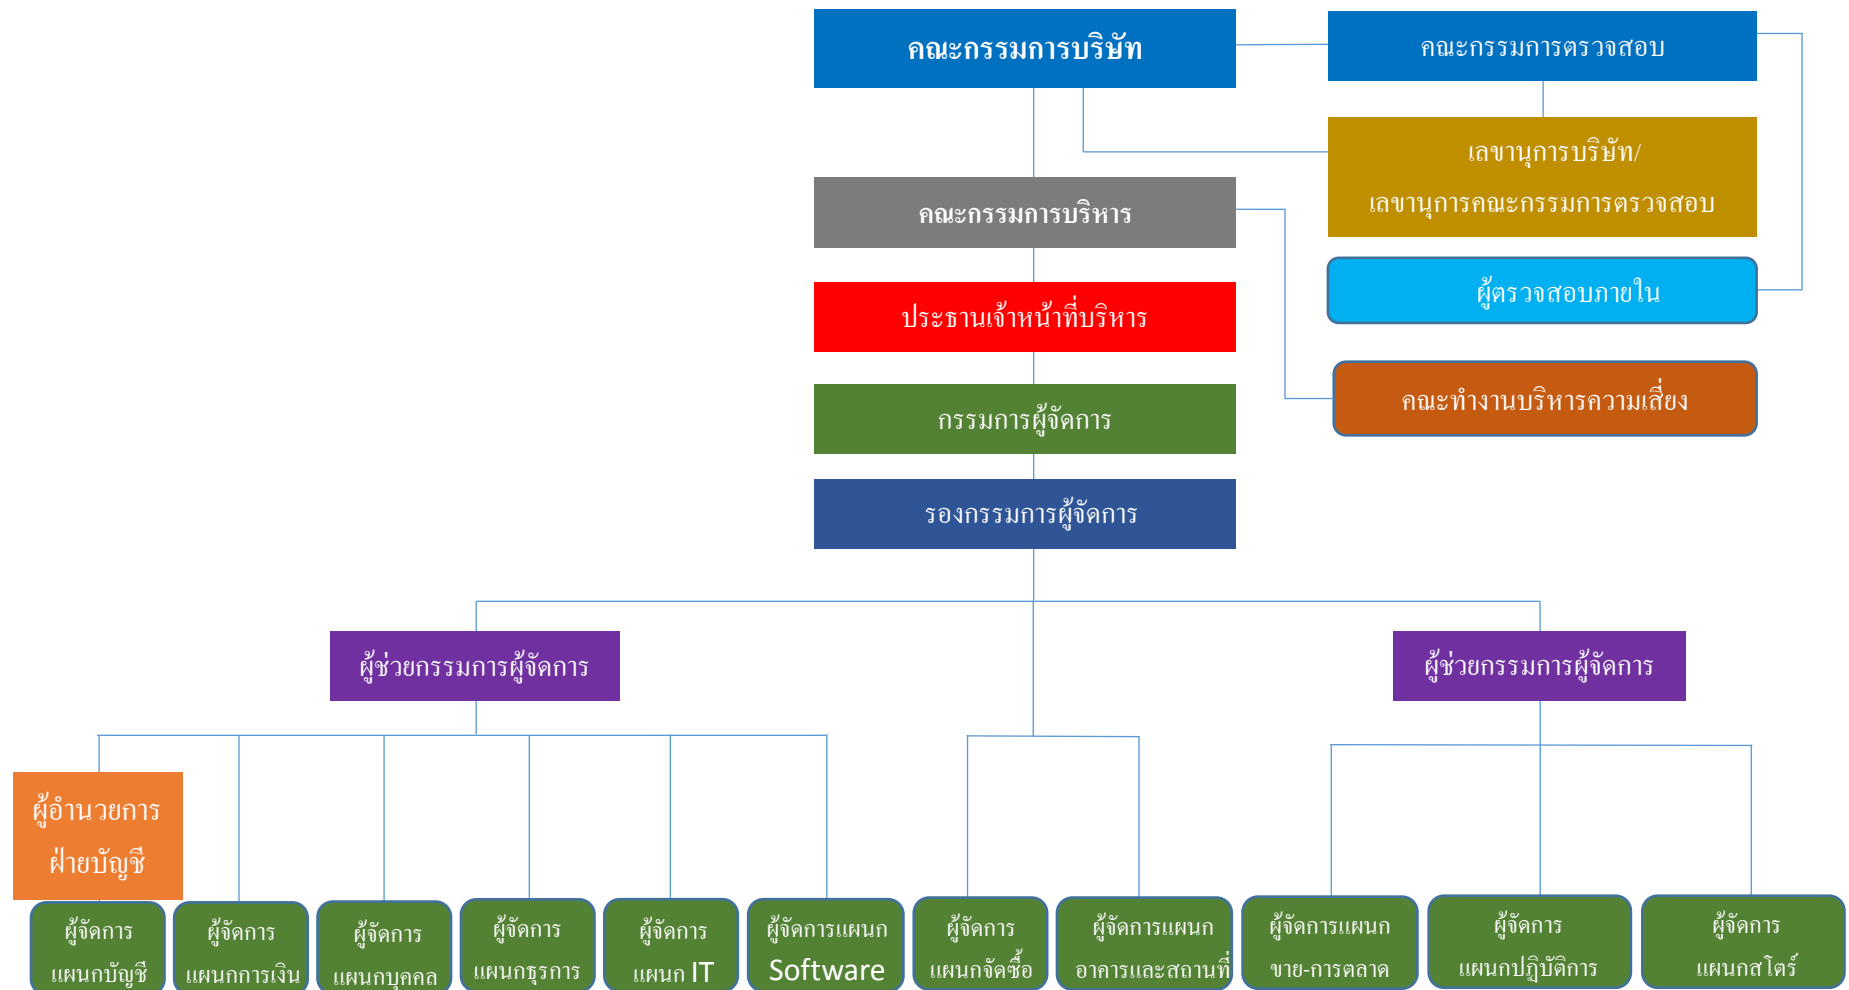 คณะกรรมการบริษัท
คณะกรรมการตรวจสอบ
เลขานุการบริษัท/
เลขานุการคณะกรรมการตรวจสอบ
คณะกรรมการบริหาร
ผู้ตรวจสอบภายใน
ประธานเจ้าหน้าที่บริหาร
คณะทำงานบริหารความเสี่ยง
กรรมการผู้จัดการ
รองกรรมการผู้จัดการ
ผู้ช่วยกรรมการผู้จัดการ
ผู้ช่วยกรรมการผู้จัดการ
ผู้อำนวยการ
ฝ่ายบัญชี
ผู้จัดการ
แผนกบัญชี
ผู้จัดการ
แผนกการเงิน
ผู้จัดการ
แผนกบุคคล
ผู้จัดการ
แผนกธุรการ
ผู้จัดการ
แผนก IT
ผู้จัดการแผนก
Software
ผู้จัดการ
แผนกจัดซื้อ
ผู้จัดการแผนก
อาคารและสถานที่
ผู้จัดการแผนก
ขาย-การตลาด
ผู้จัดการ
แผนกปฏิบัติการ
ผู้จัดการ
แผนกสโตร์